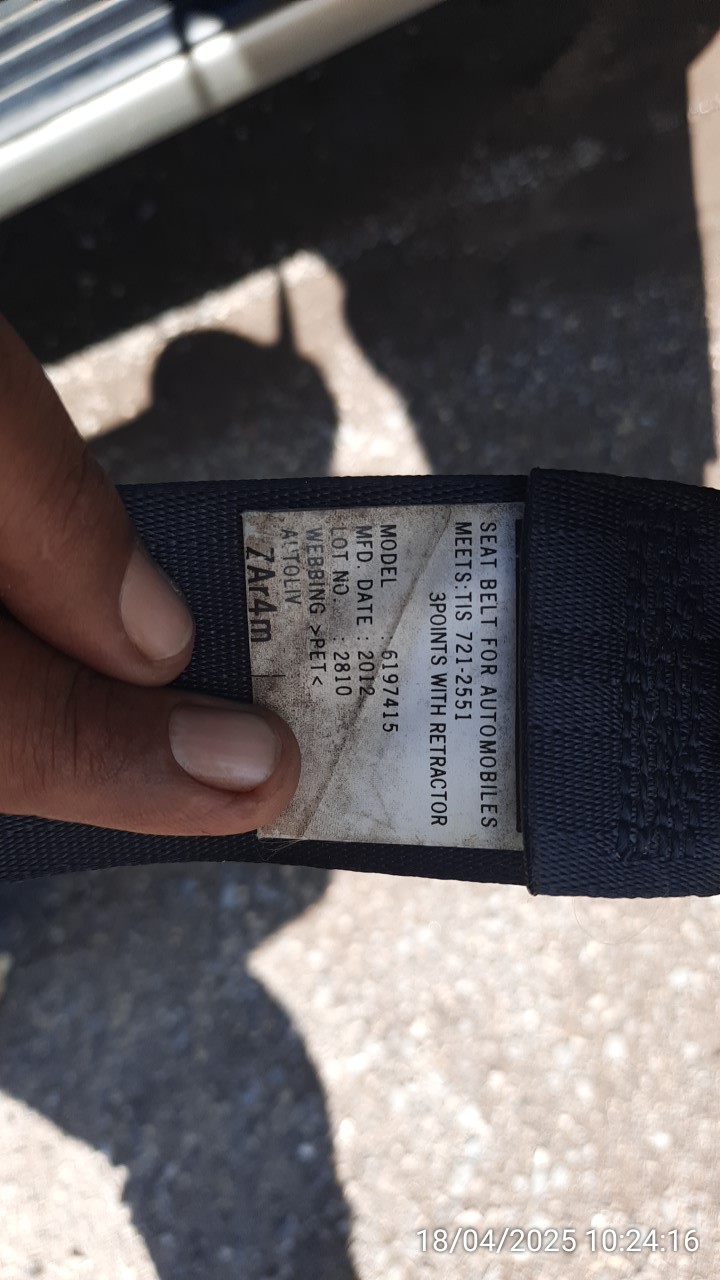 SEAT BELT FOR AUTOMOBILES
MEETS:TIS 721-2551
3POINTS WITH RETRACTOR
MODEL : 6197415
MFD. DATE : 2012
LOT NO. : 2810
WEBBING >PET<
AUTOLIV
ZAr4m
18/04/2025 10:24:16